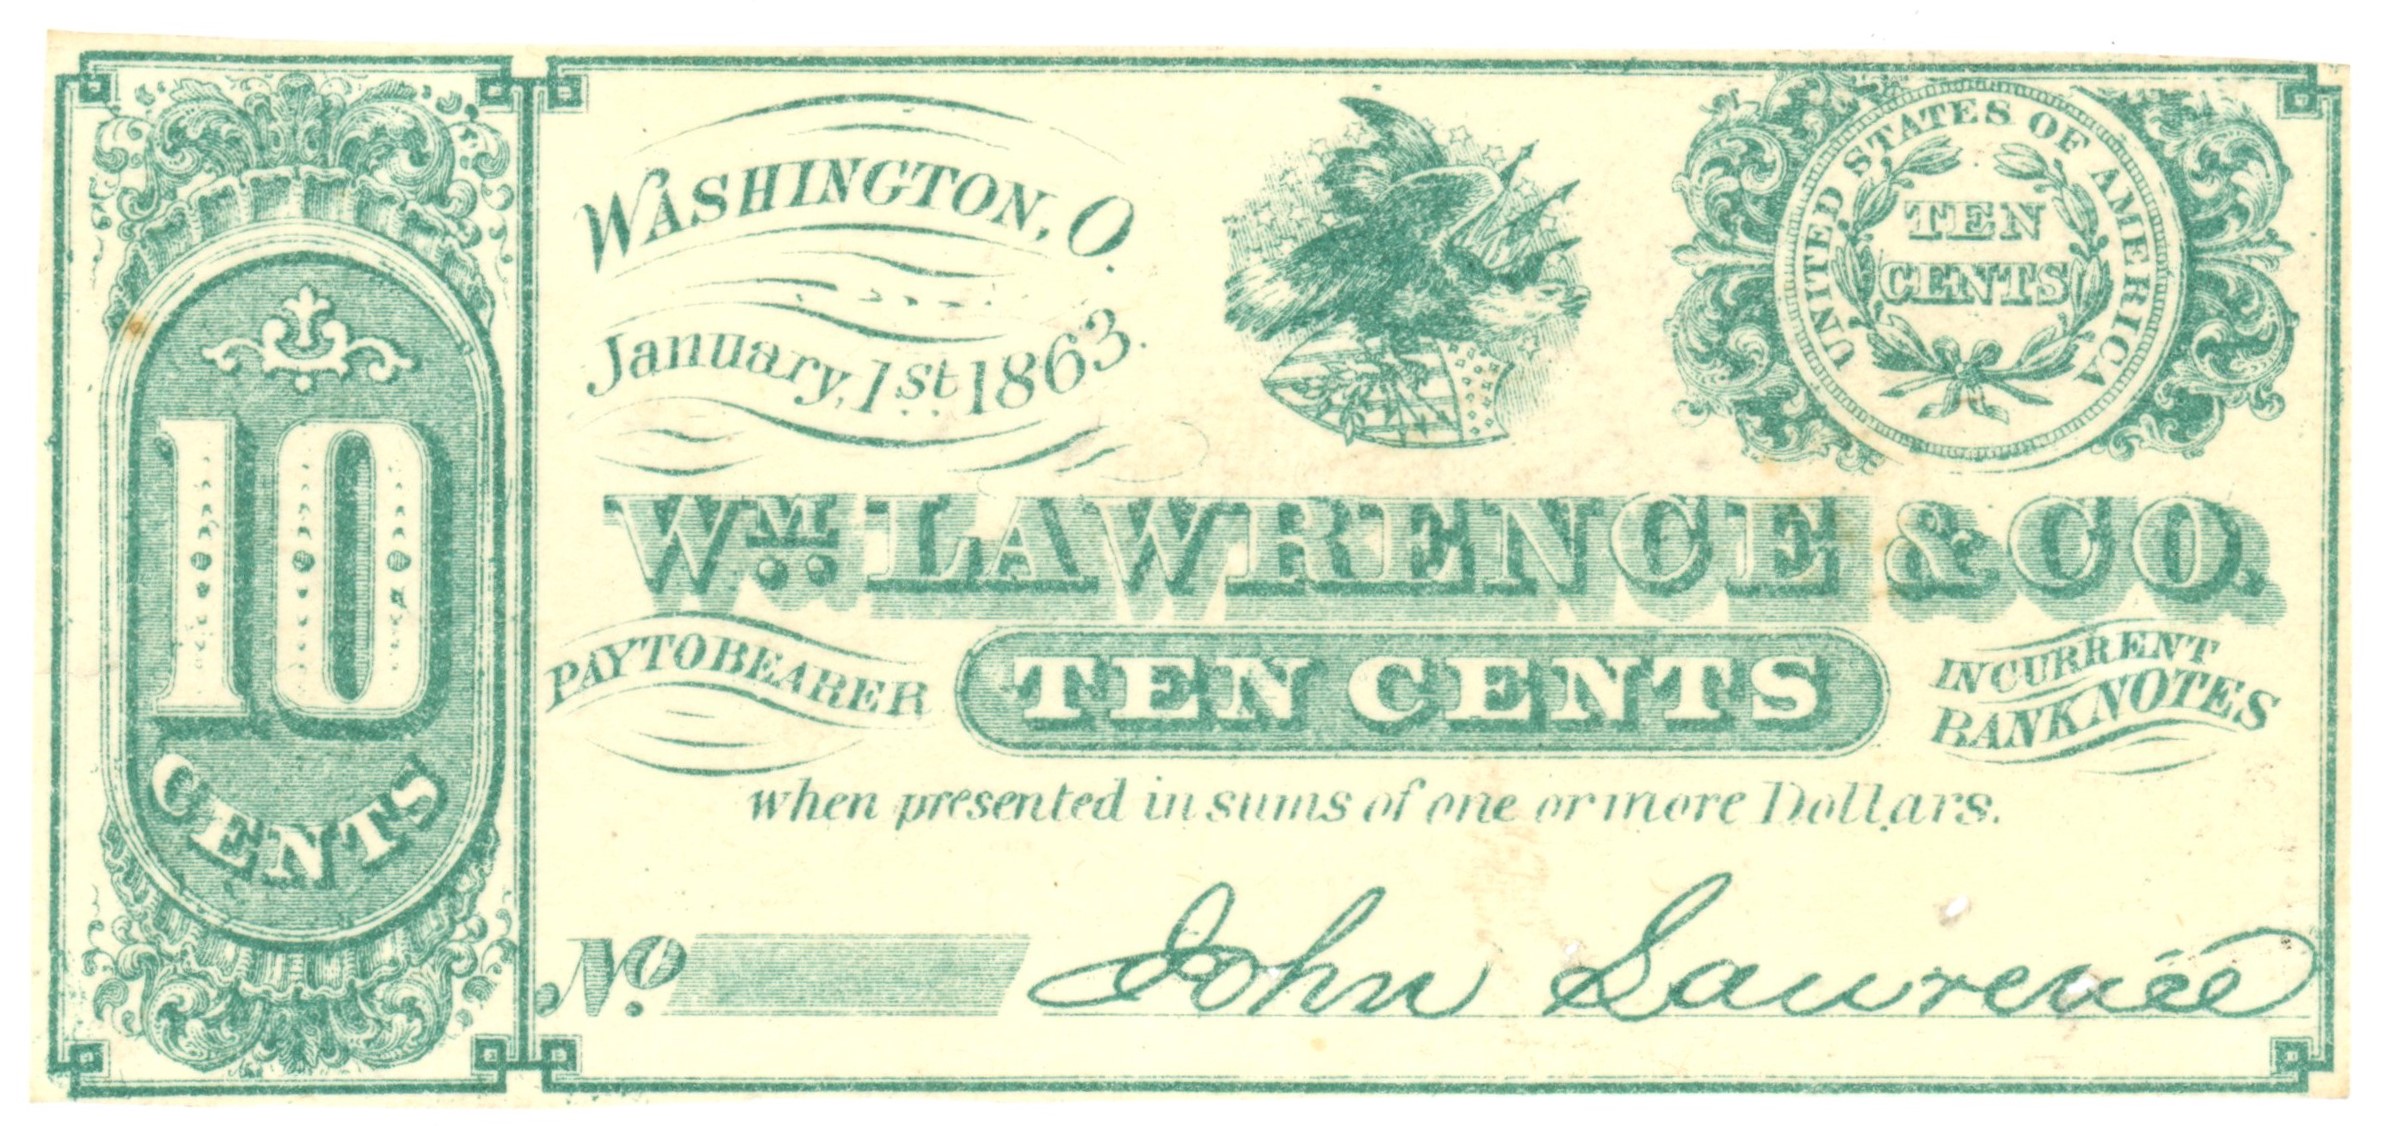 WASHINGTON, O.
January, 1st 1863.
UNITED STATES OF AMERICA
TEN
CENTS
10
CENTS
WM LAWRENCE & CO.
PAY TO BEARER
TEN CENTS
IN CURRENT
BANK NOTES
when presented in sums of one or more Dollars.
No.
John Lawrence